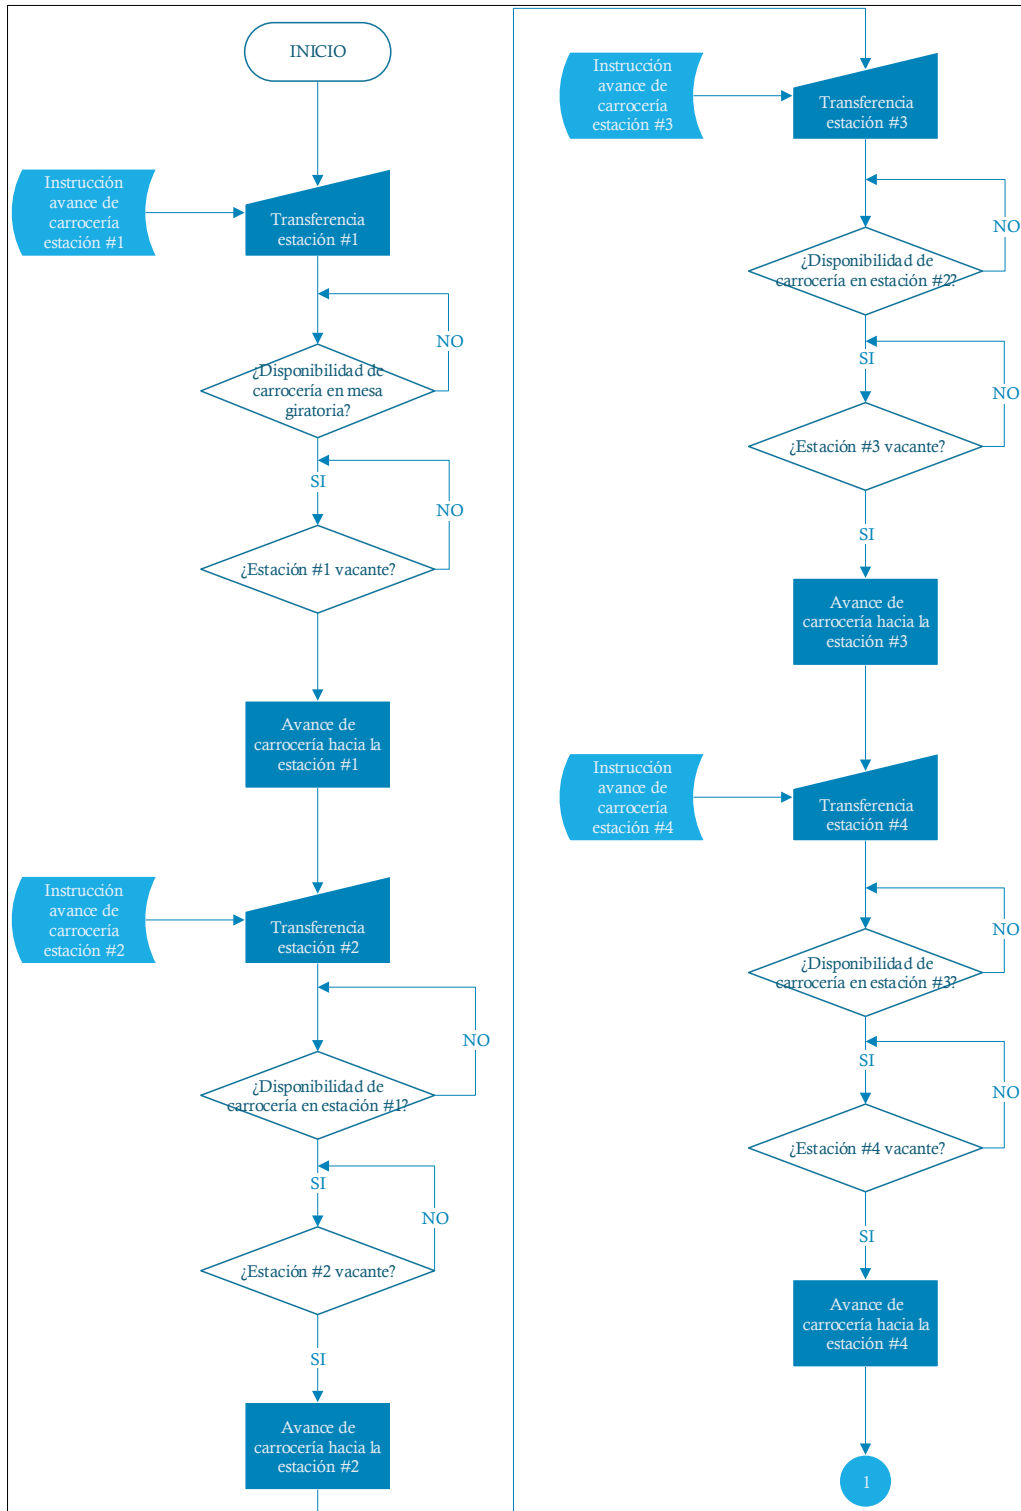 INICIO
Instrucción
avance de
carrocería
estación #1
Transferencia
estación #1
NO
¿Disponibilidad de
carrocería en mesa
giratoria?
SI
NO
¿Estación #1 vacante?
Avance de
carrocería hacia la
estación #1
Instrucción
avance de
carrocería
estación #2
Transferencia
estación #2
NO
¿Disponibilidad de
carrocería en estación #1?
SI
NO
¿Estación #2 vacante?
SI
Avance de
carrocería hacia la
estación #2
Instrucción
avance de
carrocería
estación #3
Transferencia
estación #3
NO
¿Disponibilidad de
carrocería en estación #2?
SI
NO
¿Estación #3 vacante?
SI
Avance de
carrocería hacia la
estación #3
Instrucción
avance de
carrocería
estación #4
Transferencia
estación #4
NO
¿Disponibilidad de
carrocería en estación #3?
SI
NO
¿Estación #4 vacante?
SI
Avance de
carrocería hacia la
estación #4
1